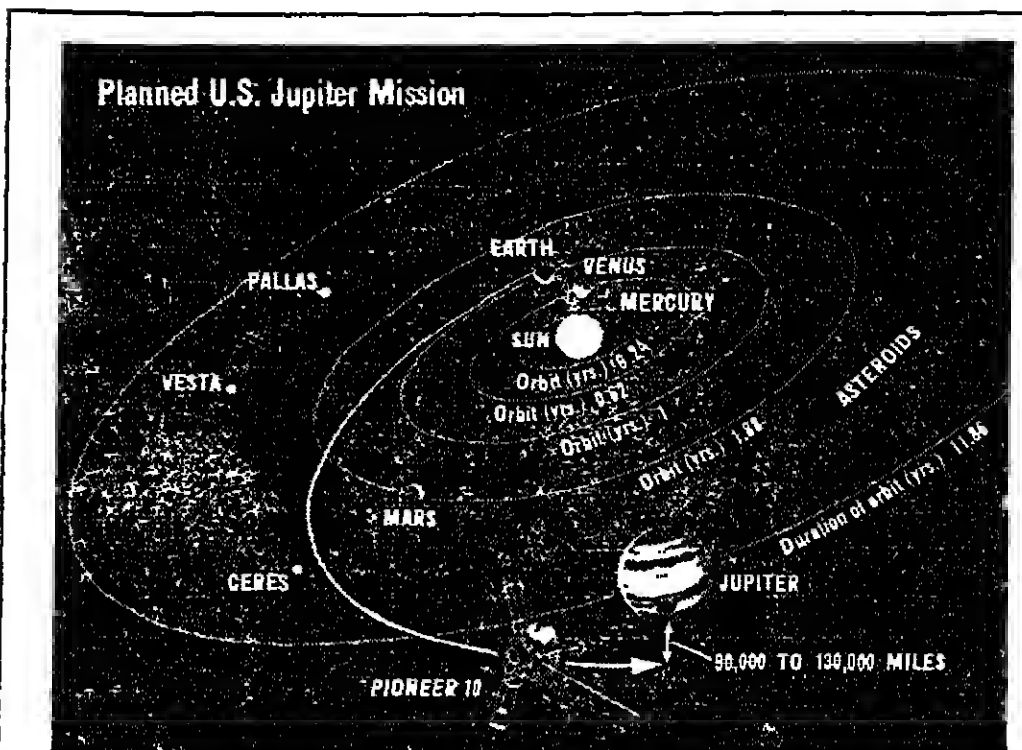 Planned U.S. Jupiter Mission
EARTH
VENUS
PALLAS
MERCURY
SUN
Orbit (yrs.) 0.24
VESTA
Orbit (yrs.) 0.62
Orbit (yrs.) 1
ASTEROIDS
Orbit (yrs.) 1.88
Duration of orbit (yrs.) 11.86
MARS
CERES
JUPITER
90,000 TO 130,000 MILES
PIONEER 10